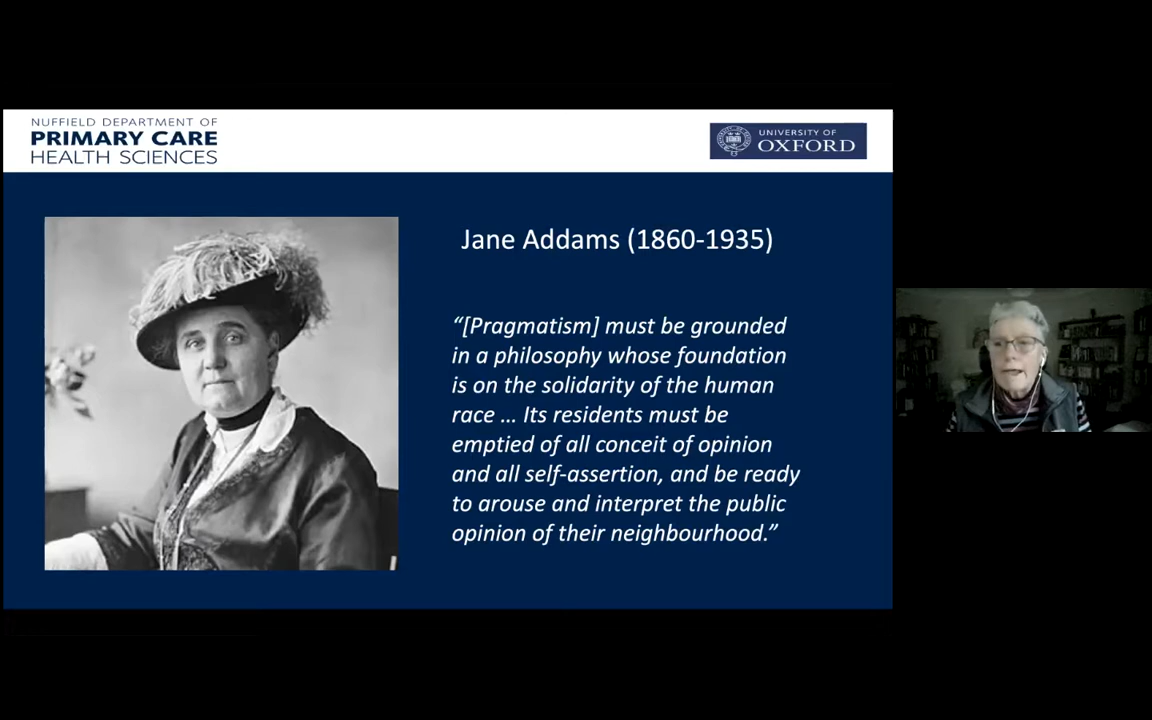 NUFFIELD DEPARTMENT OF
PRIMARY CARE
HEALTH SCIENCES
UNIVERSITY OF
OXFORD
Jane Addams (1860-1935)
“[Pragmatism] must be grounded
in a philosophy whose foundation
is on the solidarity of the human
race … Its residents must be
emptied of all conceit of opinion
and all self-assertion, and be ready
to arouse and interpret the public
opinion of their neighbourhood.”